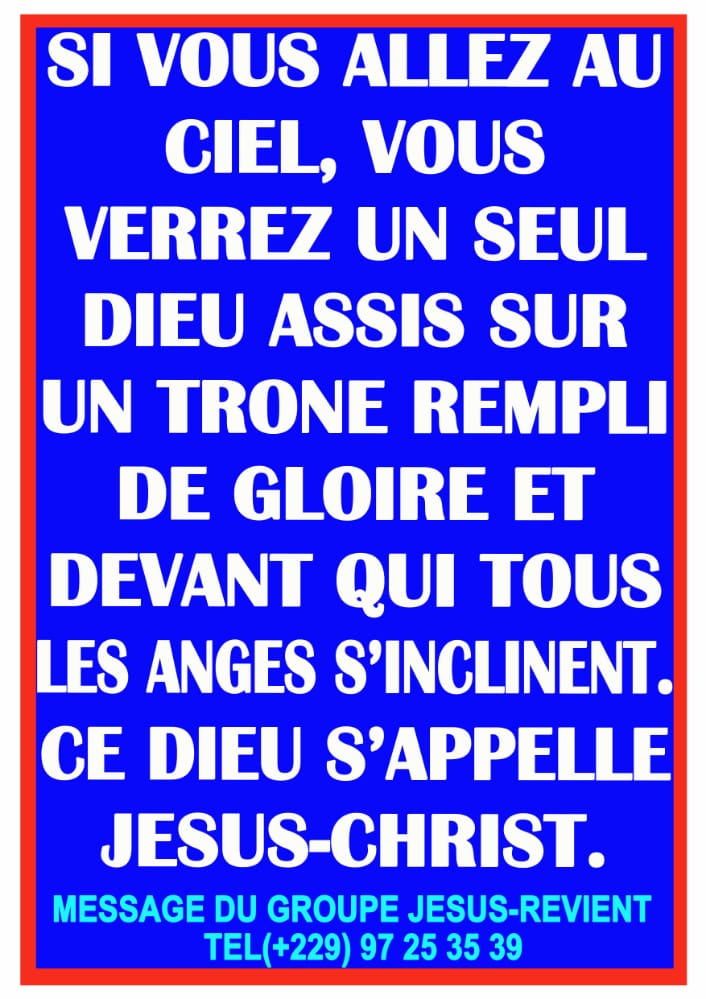 SI VOUS ALLEZ AU
CIEL, VOUS
VERREZ UN SEUL
DIEU ASSIS SUR
UN TRONE REMPLI
DE GLOIRE ET
DEVANT QUI TOUS
LES ANGES S’INCLINENT.
CE DIEU S’APPELLE
JESUS-CHRIST.
MESSAGE DU GROUPE JESUS-REVIENT
TEL(+229) 97 25 35 39